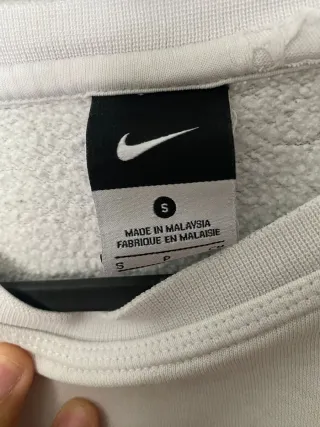 S
MADE IN MALAYSIA
FABRIQUE EN MALAISIE
S P